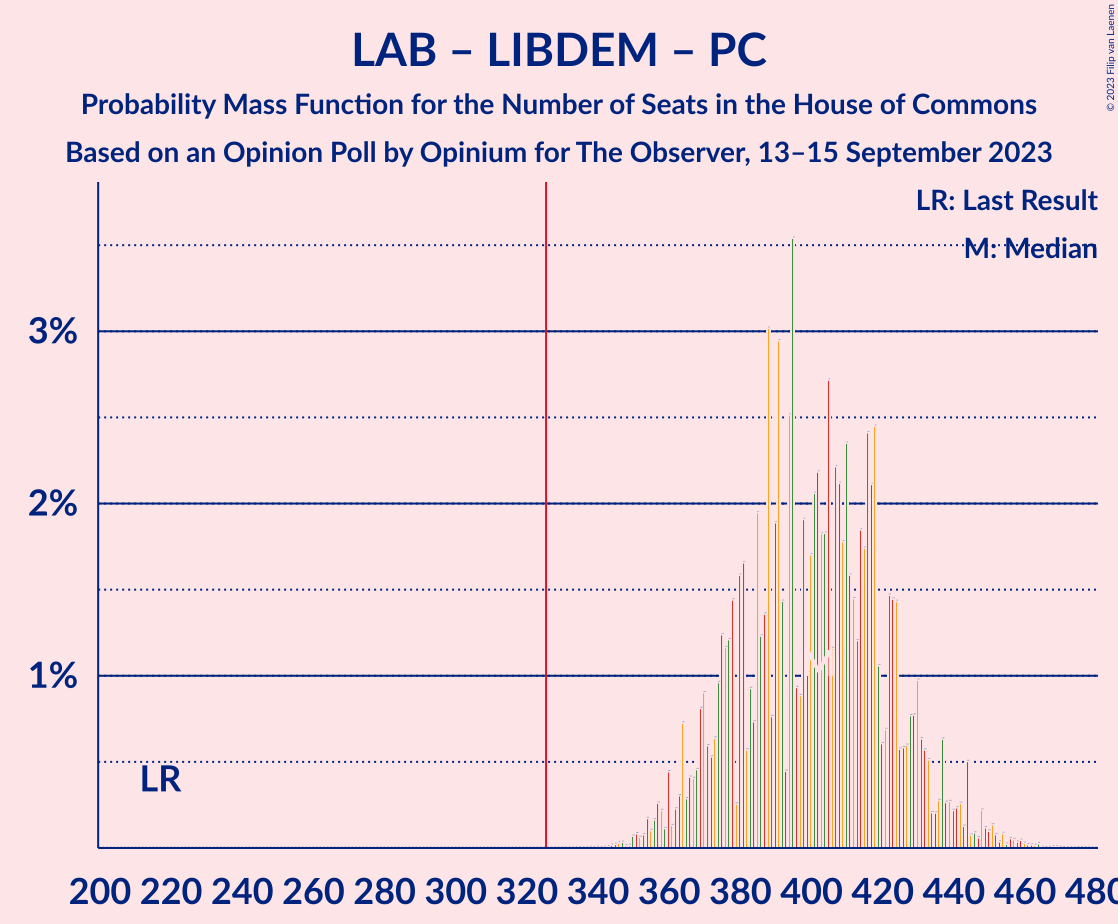 LAB – LIBDEM – PC
Probability Mass Function for the Number of Seats in the House of Commons
Based on an Opinion Poll by Opinium for The Observer, 13–15 September 2023
© 2023 Filip van Laenen
LR: Last Result
M: Median
3%
2%
1%
LR
200 220 240 260 280 300 320 340 360 380 400 420 440 460 480